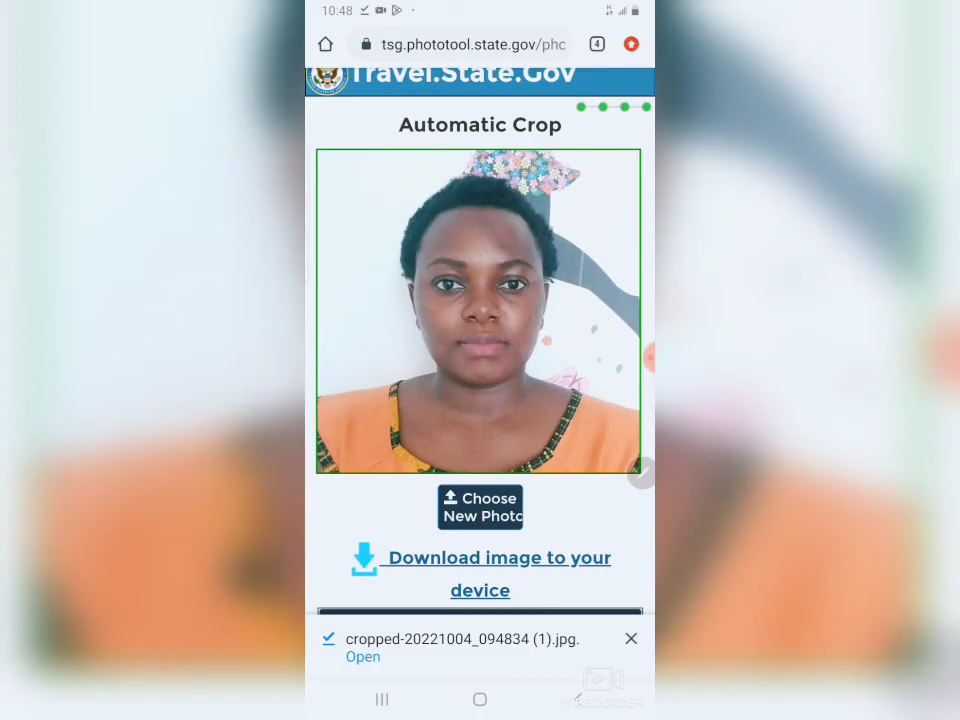 10:48
tsg.phototool.state.gov/phc
4
Travel.State.Gov
Automatic Crop
Choose
New Photo
Download image to your
device
cropped-20221004_094834 (1).jpg.
Open
RECORDER